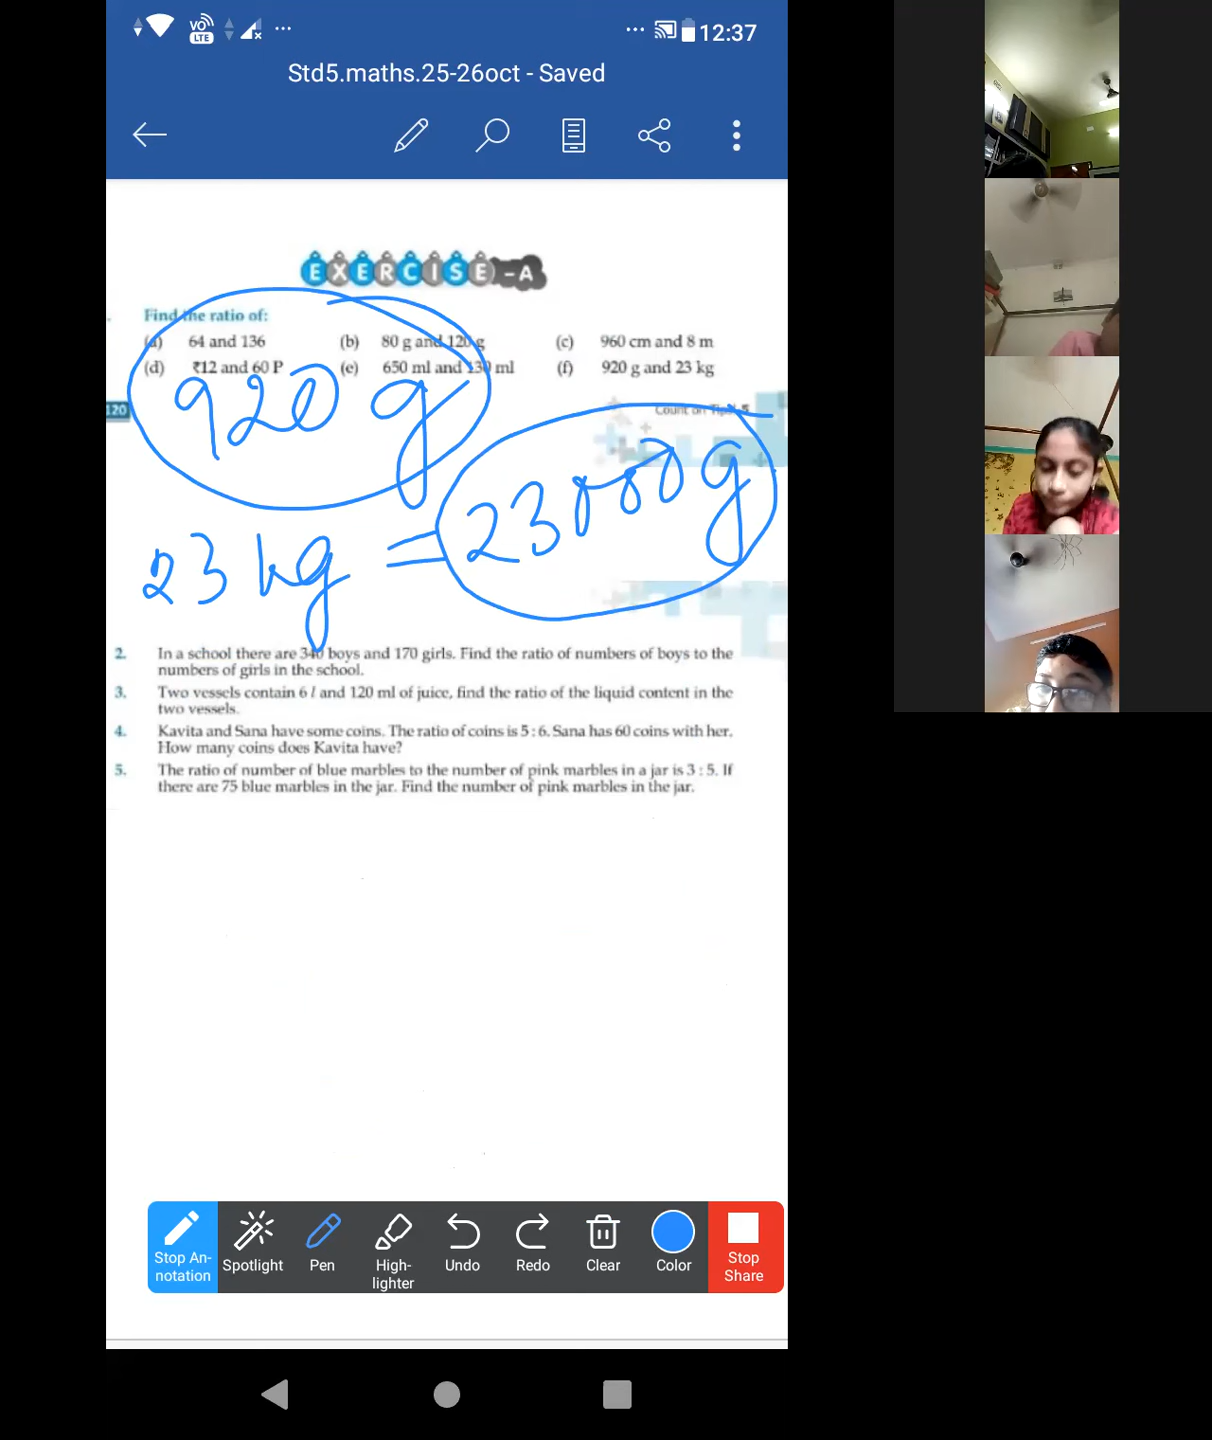 VO
LTE
12:37
Std5.maths.25-26oct - Saved
EXERCISE-A
Find the ratio of:
(a) 64 and 136 (b) 80 g and 120 g (c) 960 cm and 8 m
(d) ₹12 and 60 P (e) 650 ml and 130 ml (f) 920 g and 23 kg
120
920 g
23 kg = 23000g
2. In a school there are 340 boys and 170 girls. Find the ratio of numbers of boys to the
numbers of girls in the school.
3. Two vessels contain 6 l and 120 ml of juice, find the ratio of the liquid content in the
two vessels.
4. Kavita and Sana have some coins. The ratio of coins is 5 : 6. Sana has 60 coins with her.
How many coins does Kavita have?
5. The ratio of number of blue marbles to the number of pink marbles in a jar is 3 : 5. If
there are 75 blue marbles in the jar. Find the number of pink marbles in the jar.
Stop An-
notation
Spotlight
Pen
High-
lighter
Undo
Redo
Clear
Color
Stop
Share